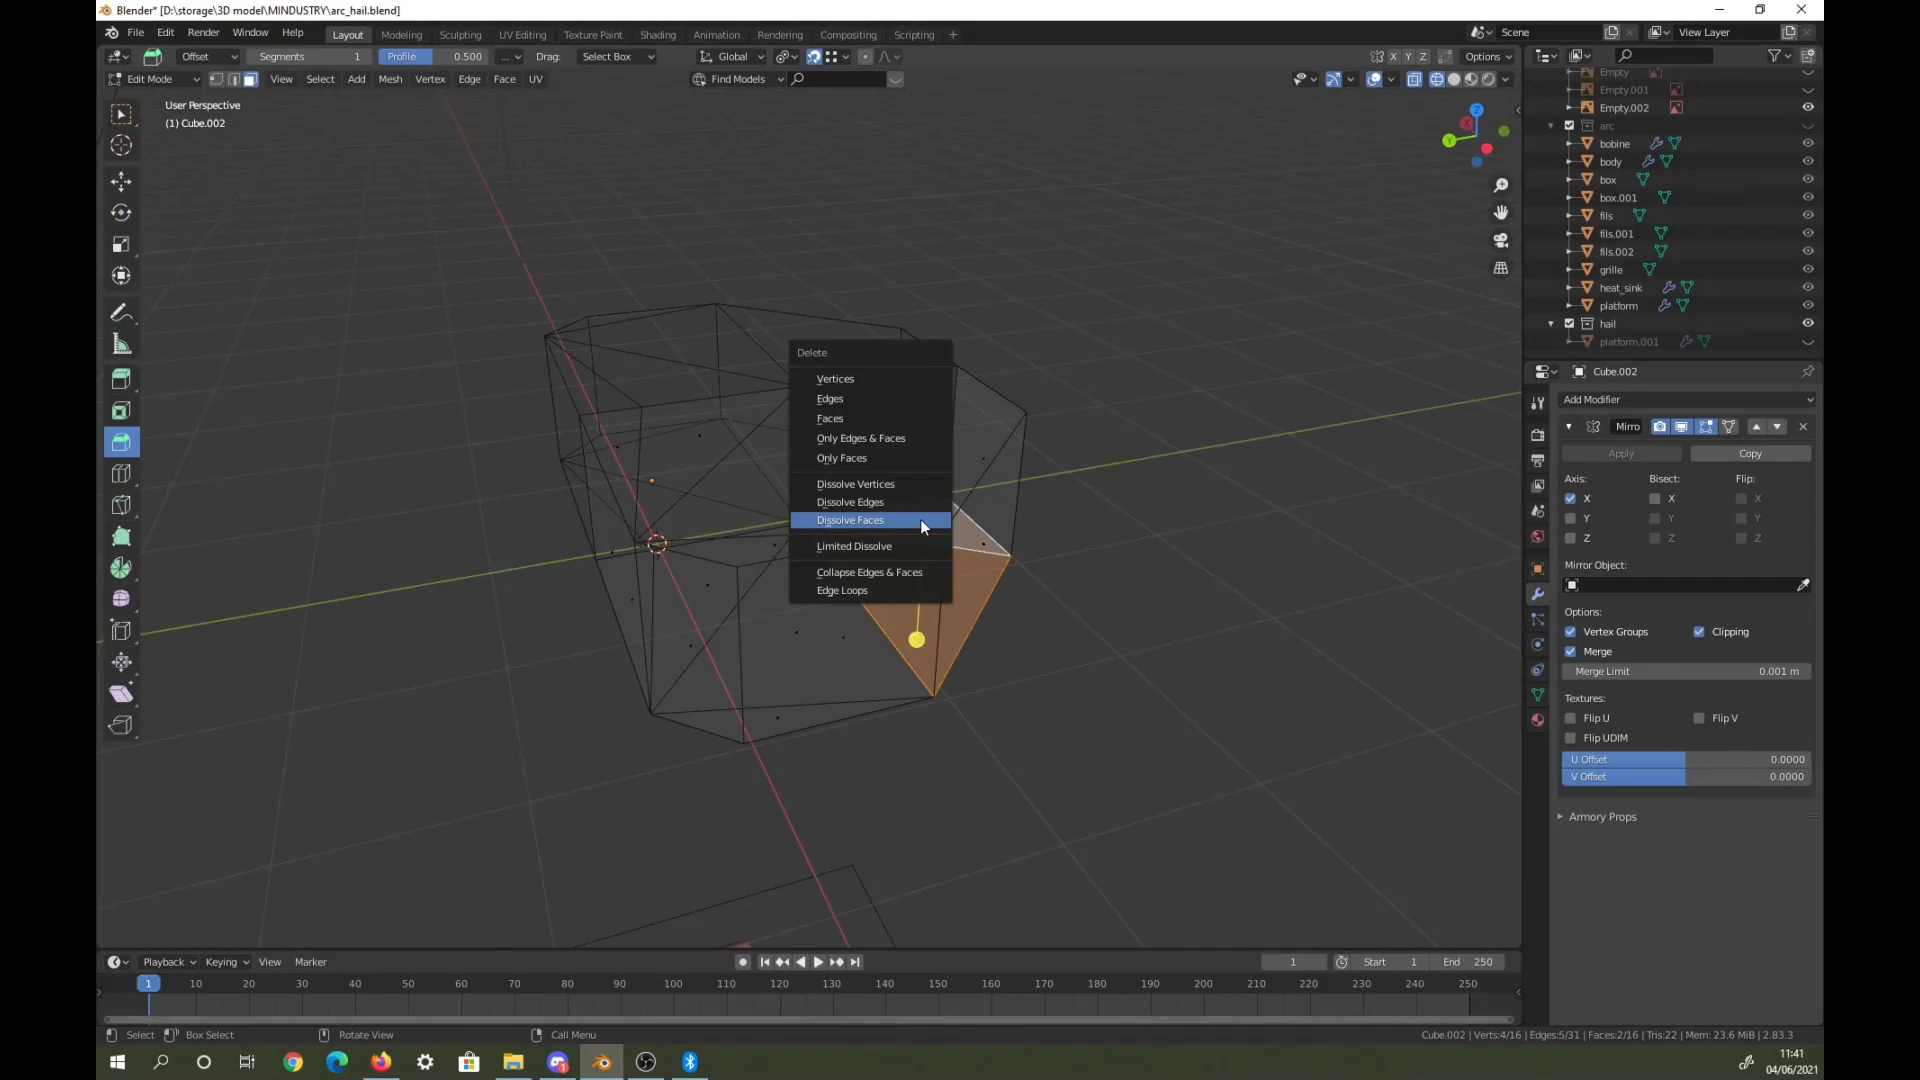 Blender* [D:\storage\3D model\MINDUSTRY\arc_hail.blend]
File Edit Render Window Help Layout Modeling Sculpting UV Editing Texture Paint Shading Animation Rendering Compositing Scripting + Scene View Layer
Offset Segments 1 Profile 0.500 ... Drag: Select Box Global X Y Z Options
Edit Mode View Select Add Mesh Vertex Edge Face UV Find Models
User Perspective
(1) Cube.002
Z
X
Y
Empty
Empty.001
Empty.002
arc
bobine
body
box
box.001
fils
fils.001
fils.002
grille
heat_sink
platform
hail
platform.001
Delete
Vertices
Edges
Faces
Only Edges & Faces
Only Faces
Dissolve Vertices
Dissolve Edges
Dissolve Faces
Limited Dissolve
Collapse Edges & Faces
Edge Loops
Cube.002
Add Modifier
Mirro
Apply Copy
Axis: Bisect: Flip:
X X X
Y Y Y
Z Z Z
Mirror Object:
Options:
Vertex Groups Clipping
Merge
Merge Limit 0.001 m
Textures:
Flip U Flip V
Flip UDIM
U Offset 0.0000
V Offset 0.0000
Armory Props
Playback Keying View Marker 1 Start 1 End 250
1 10 20 30 40 50 60 70 80 90 100 110 120 130 140 150 160 170 180 190 200 210 220 230 240 250
Select Box Select Rotate View Call Menu Cube.002 | Verts:4/16 | Edges:5/31 | Faces:2/16 | Tris:22 | Mem: 23.6 MiB | 2.83.3
11:41
04/06/2021